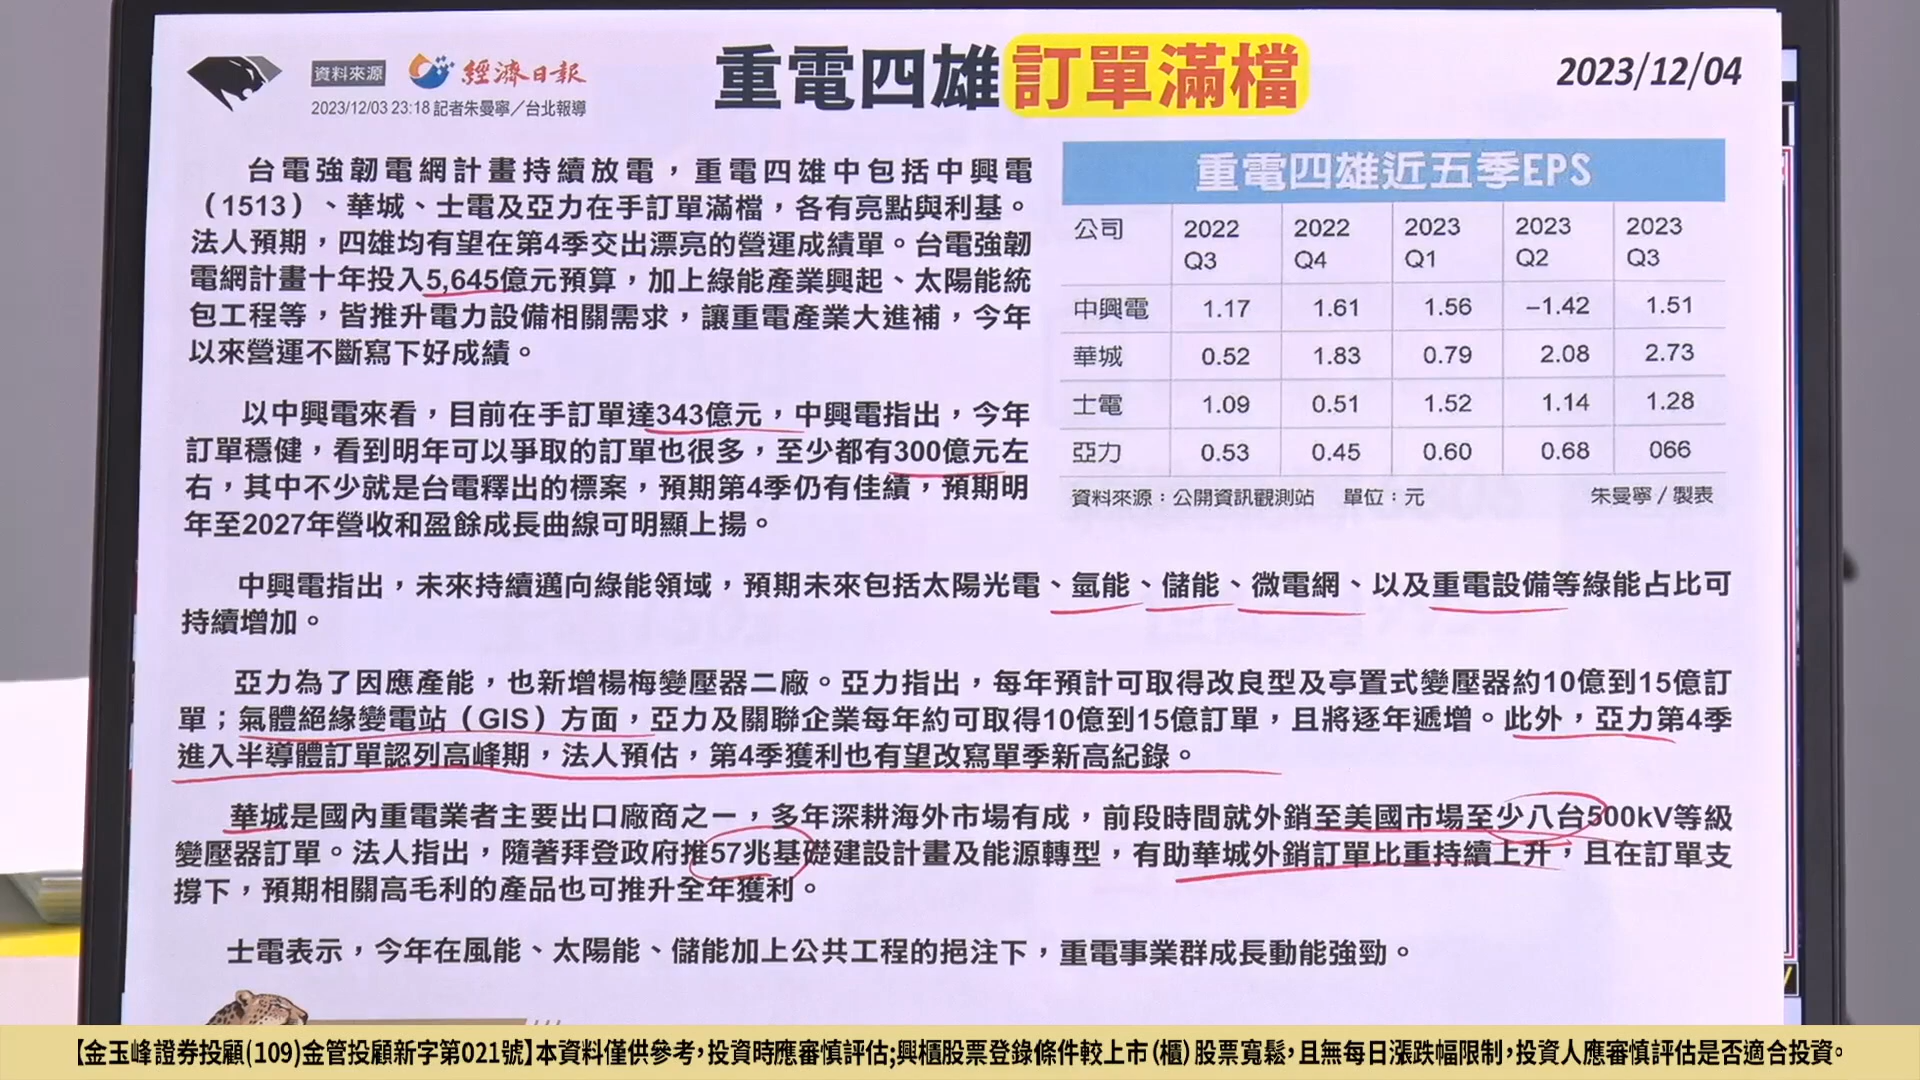 資料來源 經濟日報
2023/12/03 23:18 記者朱曼寧／台北報導
重電四雄訂單滿檔
2023/12/04
台電強韌電網計畫持續放電，重電四雄中包括中興電
（1513）、華城、士電及亞力在手訂單滿檔，各有亮點與利基。
法人預期，四雄均有望在第4季交出漂亮的營運成績單。台電強韌
電網計畫十年投入5,645億元預算，加上綠能產業興起、太陽能統
包工程等，皆推升電力設備相關需求，讓重電產業大進補，今年
以來營運不斷寫下好成績。
以中興電來看，目前在手訂單達343億元，中興電指出，今年
訂單穩健，看到明年可以爭取的訂單也很多，至少都有300億元左
右，其中不少就是台電釋出的標案，預期第4季仍有佳績，預期明
年至2027年營收和盈餘成長曲線可明顯上揚。
重電四雄近五季EPS
公司 2022 Q3 2022 Q4 2023 Q1 2023 Q2 2023 Q3
中興電 1.17 1.61 1.56 –1.42 1.51
華城 0.52 1.83 0.79 2.08 2.73
士電 1.09 0.51 1.52 1.14 1.28
亞力 0.53 0.45 0.60 0.68 066
資料來源：公開資訊觀測站 單位：元 朱曼寧／製表
中興電指出，未來持續邁向綠能領域，預期未來包括太陽光電、氫能、儲能、微電網、以及重電設備等綠能占比可
持續增加。
亞力為了因應產能，也新增楊梅變壓器二廠。亞力指出，每年預計可取得改良型及亭置式變壓器約10億到15億訂
單；氣體絕緣變電站（GIS）方面，亞力及關聯企業每年約可取得10億到15億訂單，且將逐年遞增。此外，亞力第4季
進入半導體訂單認列高峰期，法人預估，第4季獲利也有望改寫單季新高紀錄。
華城是國內重電業者主要出口廠商之一，多年深耕海外市場有成，前段時間就外銷至美國市場至少八台500kV等級
變壓器訂單。法人指出，隨著拜登政府推57兆基礎建設計畫及能源轉型，有助華城外銷訂單比重持續上升，且在訂單支
撐下，預期相關高毛利的產品也可推升全年獲利。
士電表示，今年在風能、太陽能、儲能加上公共工程的挹注下，重電事業群成長動能強勁。
【金玉峰證券投顧(109)金管投顧新字第021號】本資料僅供參考，投資時應審慎評估；興櫃股票登錄條件較上市（櫃）股票寬鬆，且無每日漲跌幅限制，投資人應審慎評估是否適合投資。